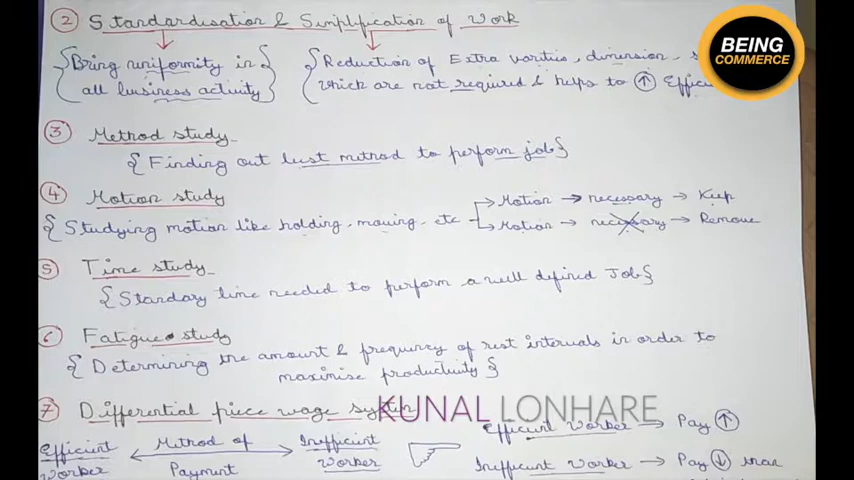 ② Standardisation & Simplification of work
{Bring uniformity in all business activity}
{Reduction of Extra varities, dimension,
which are not required & helps to ↑
BEING COMMERCE
③ Method study
{Finding out best method to perform job}
④ Motion study
{Studying motion like holding, moving, etc
Motion → necessary → Keep
Motion → necessary → Remove
⑤ Time study
{Standary time needed to perform a well defined Job}
⑥ Fatigue study
{Determining the amount & frequency of rest intervals in order to
maximise productivity}
⑦ Differential piece wage system
KUNAL LONHARE
Efficient worker
Method of Payment
Inefficient worker
Efficient worker → Pay ↑
Inefficient worker → Pay ↓ than